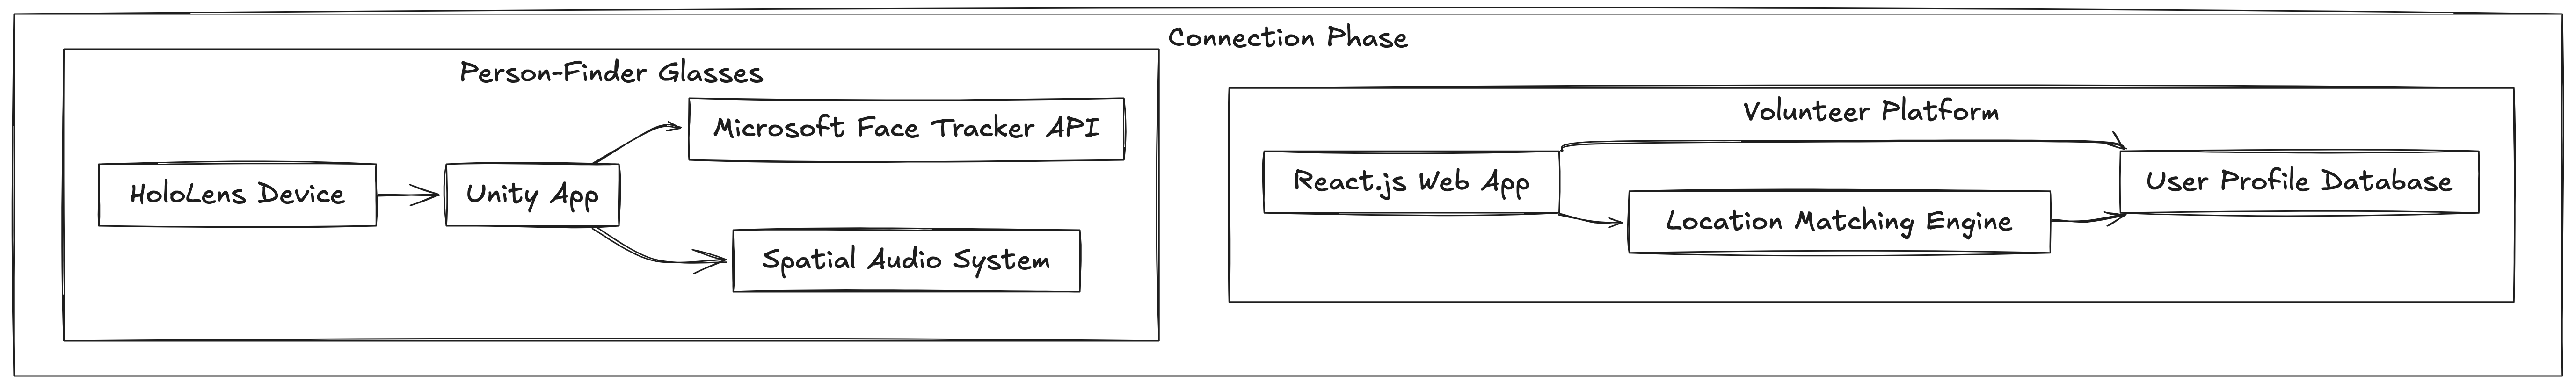 Connection Phase
Person-Finder Glasses
Microsoft Face Tracker API
HoloLens Device
Unity App
Spatial Audio System
Volunteer Platform
React.js Web App
User Profile Database
Location Matching Engine